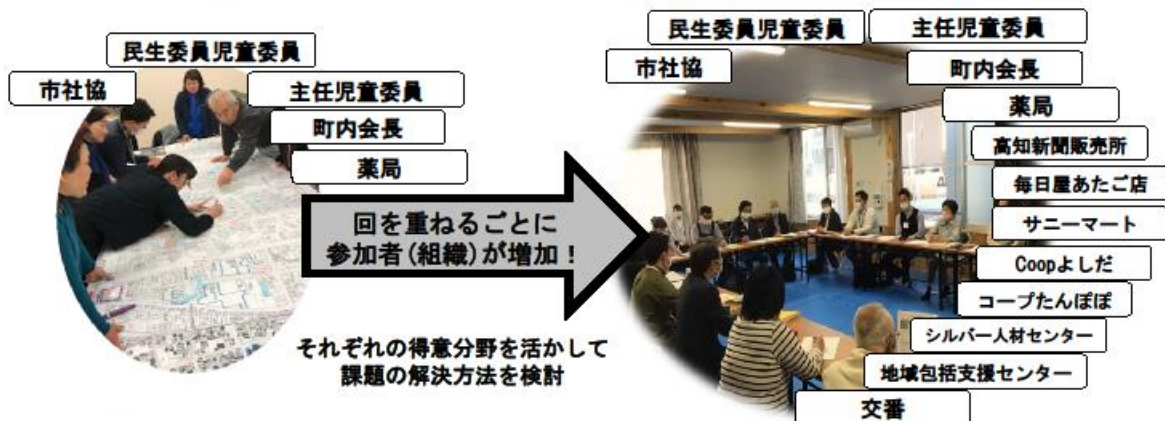 民生委員児童委員
市社協
主任児童委員
町内会長
薬局
回を重ねるごとに
参加者(組織)が増加！
それぞれの得意分野を活かして
課題の解決方法を検討
民生委員児童委員
主任児童委員
市社協
町内会長
薬局
高知新聞販売所
毎日屋あたご店
サニーマート
Coopよしだ
コープたんぽぽ
シルバー人材センター
地域包括支援センター
交番